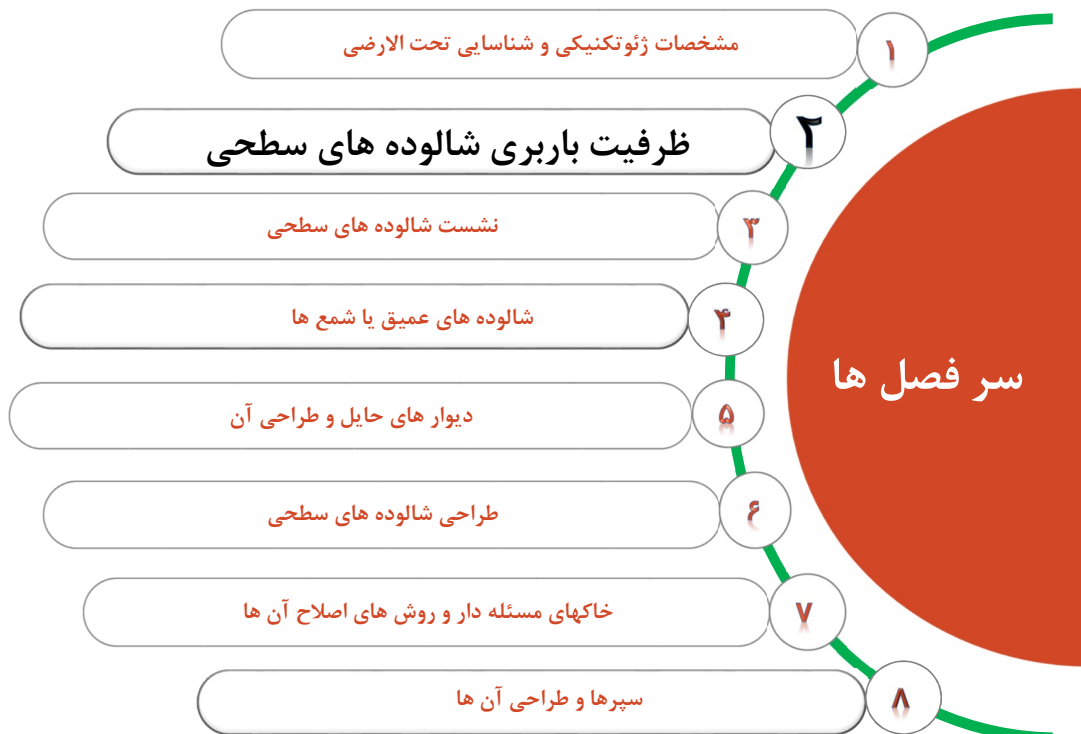 سر فصل ها
۱
مشخصات ژئوتکنیکی و شناسایی تحت الارضی
۲
ظرفیت باربری شالوده های سطحی
۳
نشست شالوده های سطحی
۴
شالوده های عمیق یا شمع ها
۵
دیوار های حایل و طراحی آن
۶
طراحی شالوده های سطحی
۷
خاکهای مسئله دار و روش های اصلاح آن ها
۸
سپرها و طراحی آن ها